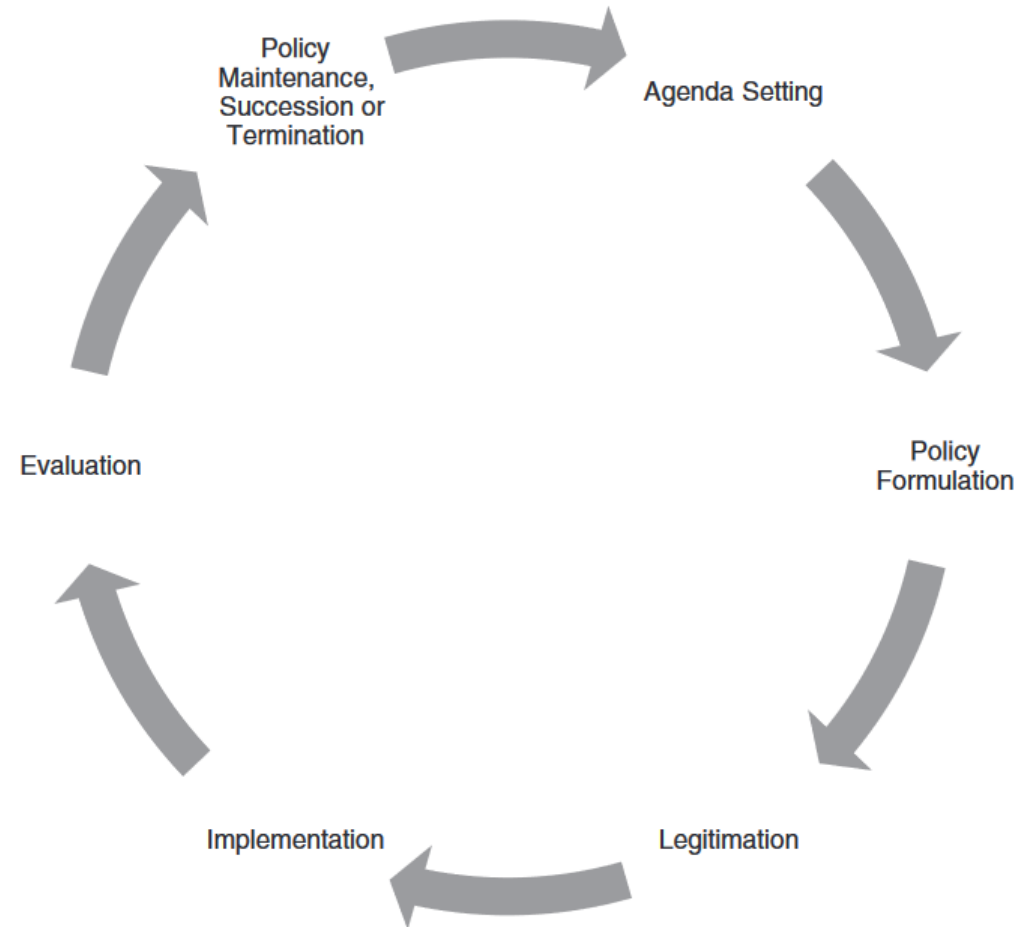 Policy
Maintenance,
Succession or
Termination
Agenda Setting
Policy
Formulation
Legitimation
Implementation
Evaluation